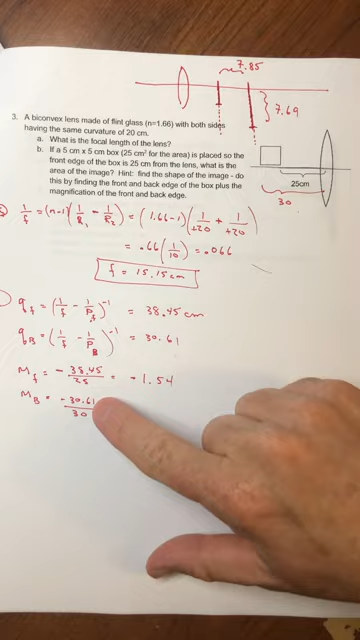 7.85
7.69
3. A biconvex lens made of flint glass (n=1.66) with both sides
having the same curvature of 20 cm.
a. What is the focal length of the lens?
b. If a 5 cm x 5 cm box (25 cm² for the area) is placed so the
front edge of the box is 25 cm from the lens, what is the
area of the image? Hint: find the shape of the image - do
this by finding the front and back edge of the box plus the
magnification of the front and back edge.
25cm
30
1/f = (n-1)(1/R₁ - 1/R₂) = (1.66-1)(1/+20 + 1/+20)
= .66(1/10) = .066
f = 15.15 cm
q_f = (1/f - 1/P_f)⁻¹ = 38.45 cm
q_B = (1/f - 1/P_B)⁻¹ = 30.61
M_f = - 38.45/25 = - 1.54
M_B = -30.61/30